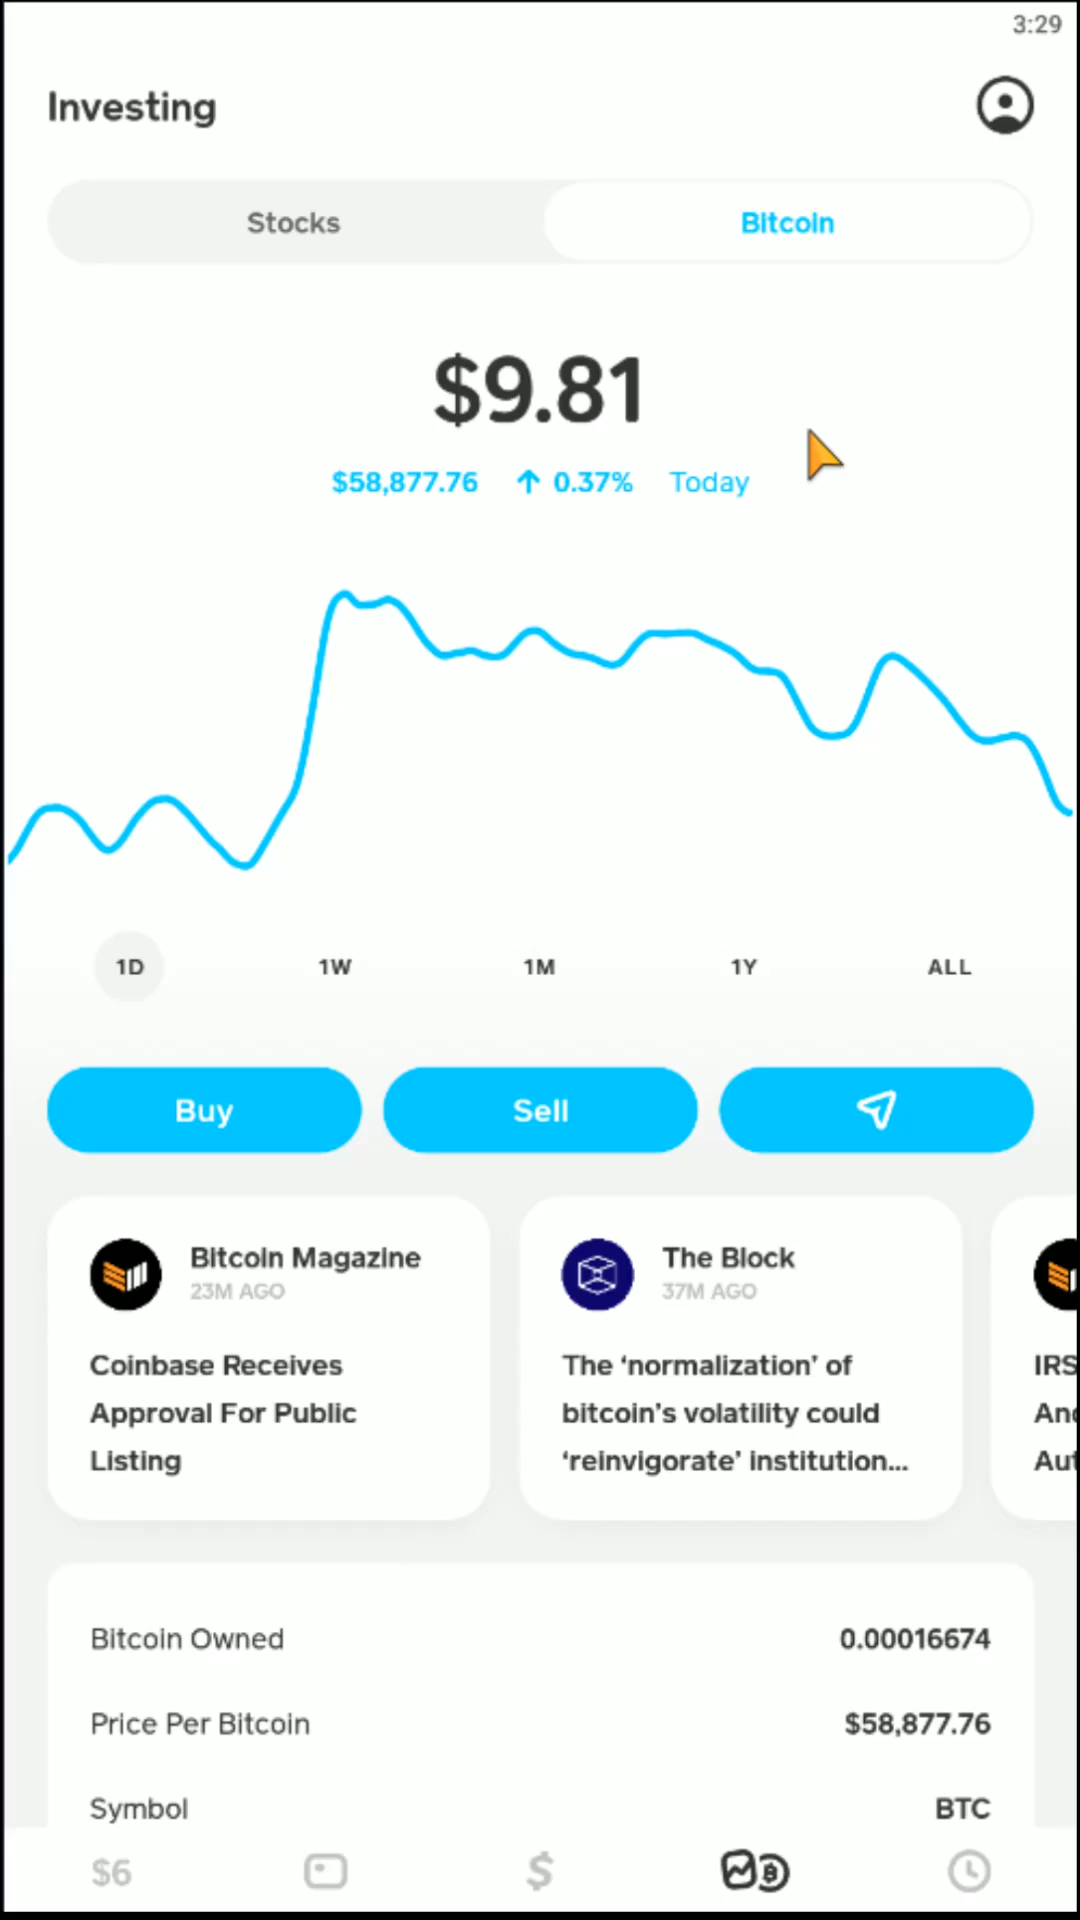 3:29
Investing
Stocks
Bitcoin
$9.81
$58,877.76 ↑ 0.37% Today
1D 1W 1M 1Y ALL
Buy
Sell
Bitcoin Magazine
23M AGO
Coinbase Receives
Approval For Public
Listing
The Block
37M AGO
The ‘normalization’ of
bitcoin’s volatility could
‘reinvigorate’ institution...
IRS
Bitcoin Owned 0.00016674
Price Per Bitcoin $58,877.76
Symbol BTC
$6
$